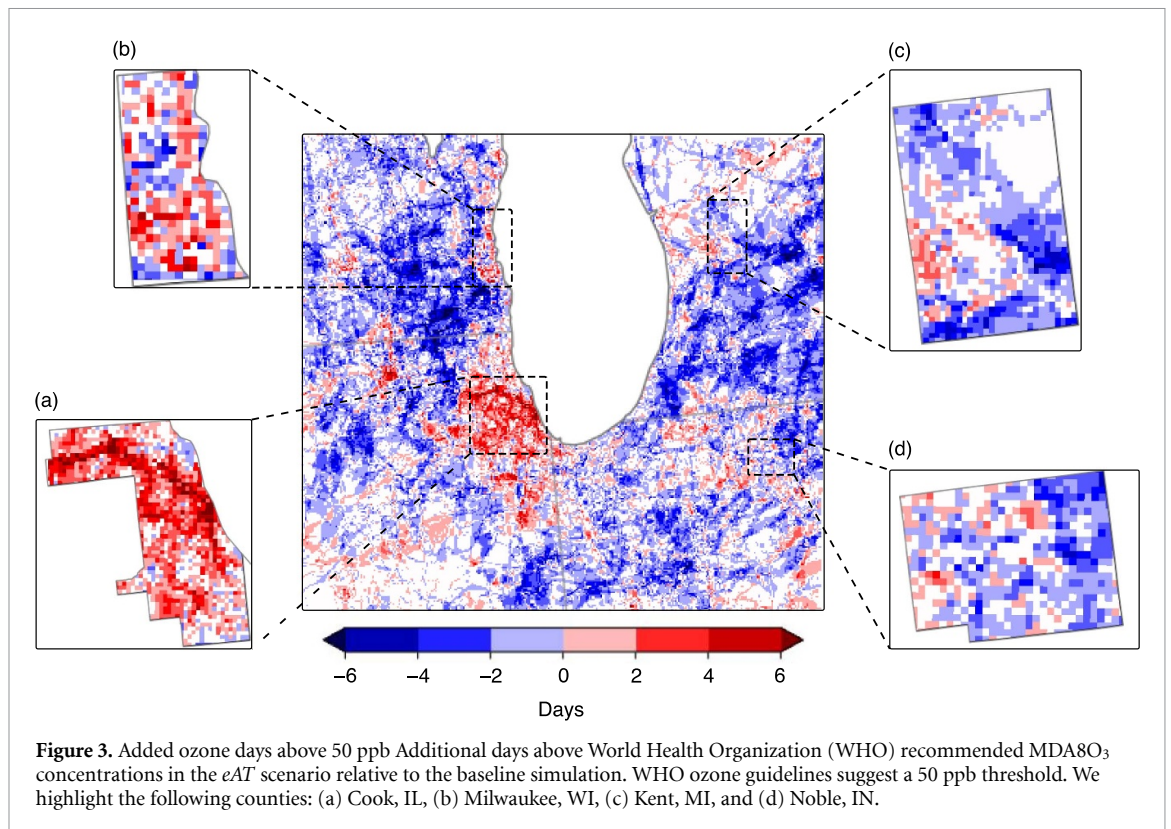 (b)
(c)
(a)
(d)
−6 −4 −2 0 2 4 6
Days
Figure 3. Added ozone days above 50 ppb Additional days above World Health Organization (WHO) recommended MDA8O₃
concentrations in the eAT scenario relative to the baseline simulation. WHO ozone guidelines suggest a 50 ppb threshold. We
highlight the following counties: (a) Cook, IL, (b) Milwaukee, WI, (c) Kent, MI, and (d) Noble, IN.